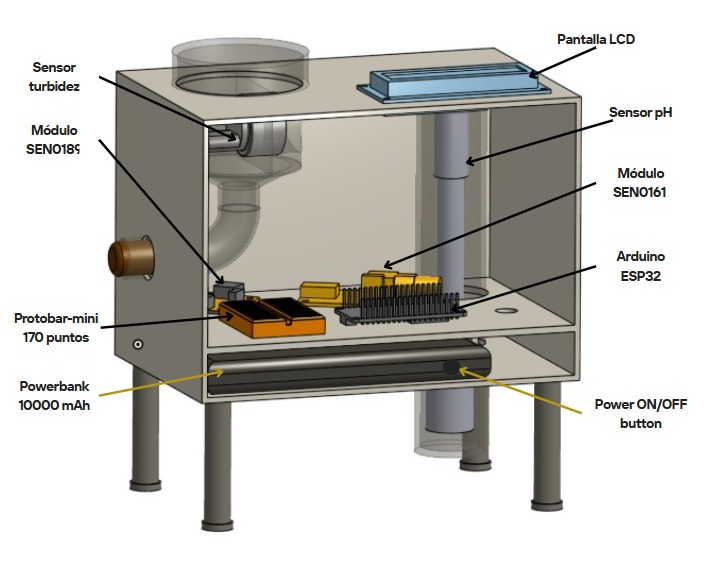 Pantalla LCD
Sensor
turbidez
Sensor pH
Módulo
SEN0189
Módulo
SEN0161
Arduino
ESP32
Protobar-mini
170 puntos
Powerbank
10000 mAh
Power ON/OFF
button